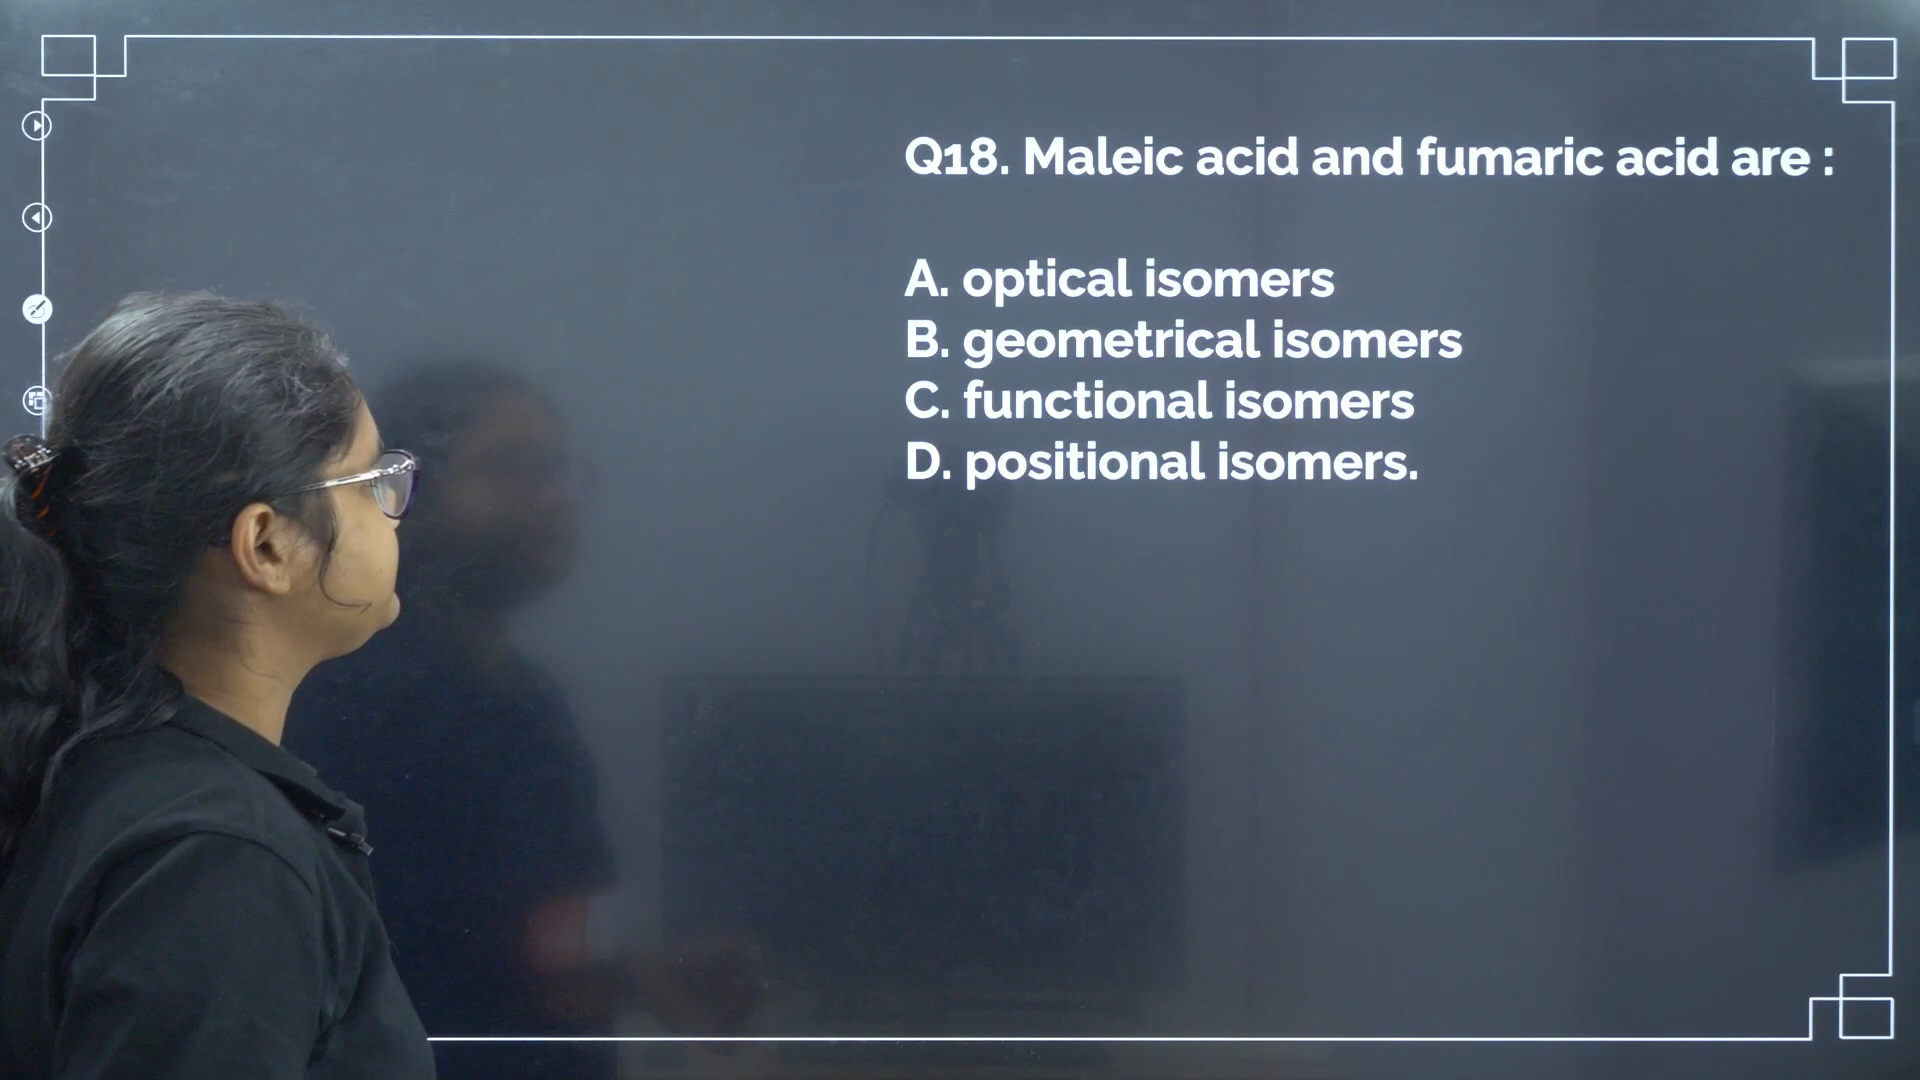 Q18. Maleic acid and fumaric acid are :
A. optical isomers
B. geometrical isomers
C. functional isomers
D. positional isomers.